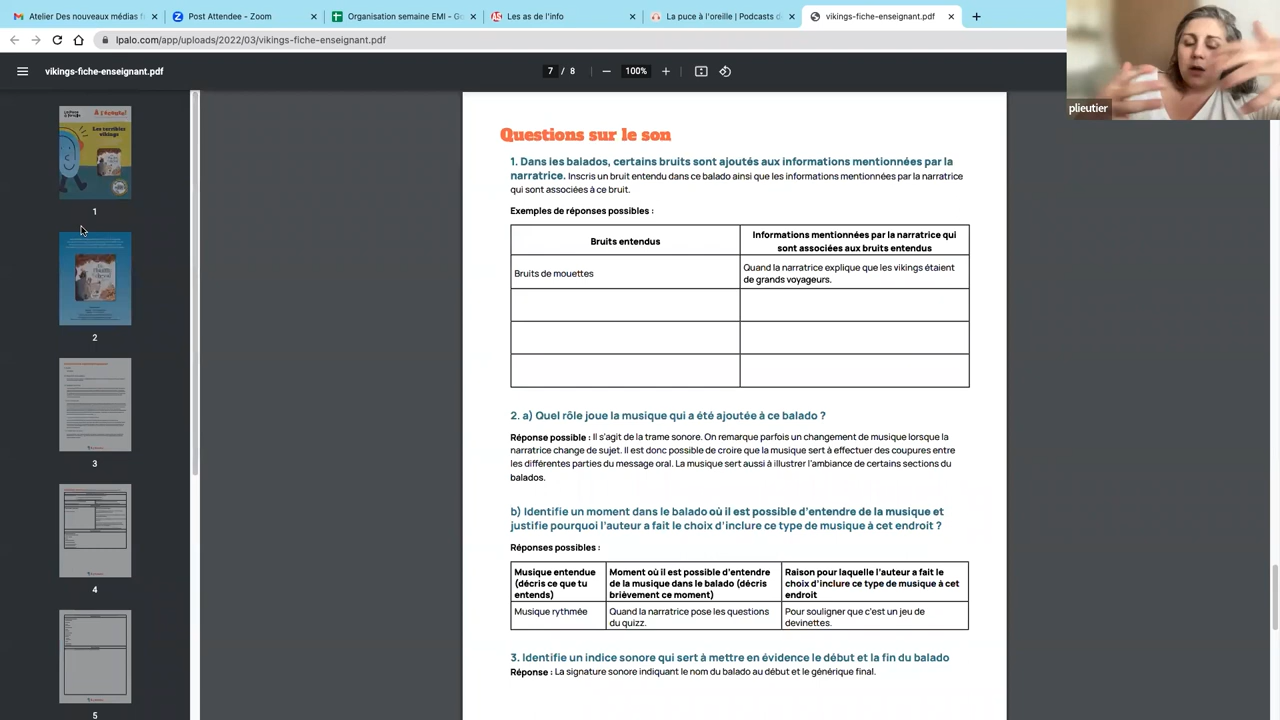 Atelier Des nouveaux médias
Post Attendee - Zoom
Organisation semaine EMI - G
Les as de l'info
La puce à l'oreille | Podcasts d
vikings-fiche-enseignant.pdf
lpalo.com/app/uploads/2022/03/vikings-fiche-enseignant.pdf
vikings-fiche-enseignant.pdf
7 / 8
100%
plieutier
À l'écoute!
Les terribles
vikings
1
2
3
4
5
Questions sur le son
1. Dans les balados, certains bruits sont ajoutés aux informations mentionnées par la
narratrice. Inscris un bruit entendu dans ce balado ainsi que les informations mentionnées par la narratrice
qui sont associées à ce bruit.
Exemples de réponses possibles :
Bruits entendus
Informations mentionnées par la narratrice qui
sont associées aux bruits entendus
Bruits de mouettes
Quand la narratrice explique que les vikings étaient
de grands voyageurs.
2. a) Quel rôle joue la musique qui a été ajoutée à ce balado ?
Réponse possible : Il s'agit de la trame sonore. On remarque parfois un changement de musique lorsque la
narratrice change de sujet. Il est donc possible de croire que la musique sert à effectuer des coupures entre
les différentes parties du message oral. La musique sert aussi à illustrer l'ambiance de certains sections du
balados.
b) Identifie un moment dans le balado où il est possible d'entendre de la musique et
justifie pourquoi l'auteur a fait le choix d'inclure ce type de musique à cet endroit ?
Réponses possibles :
Musique entendue
(décris ce que tu
entends)
Moment où il est possible d'entendre
de la musique dans le balado (décris
brièvement ce moment)
Raison pour laquelle l'auteur a fait le
choix d'inclure ce type de musique à cet
endroit
Musique rythmée
Quand la narratrice pose les questions
du quizz.
Pour souligner que c'est un jeu de
devinettes.
3. Identifie un indice sonore qui sert à mettre en évidence le début et la fin du balado
Réponse : La signature sonore indiquant le nom du balado au début et le générique final.